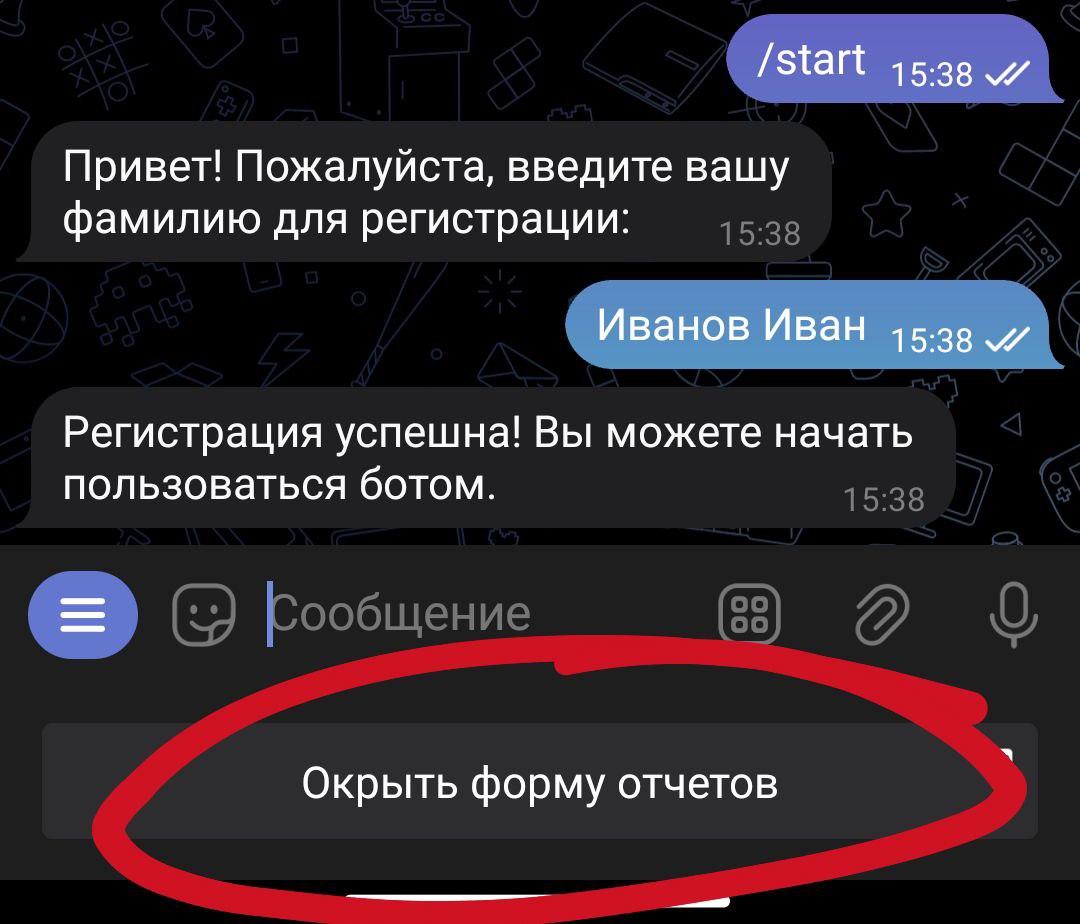 /start 15:38
Привет! Пожалуйста, введите вашу
фамилию для регистрации: 15:38
Иванов Иван 15:38
Регистрация успешна! Вы можете начать
пользоваться ботом. 15:38
Сообщение
Окрыть форму отчетов